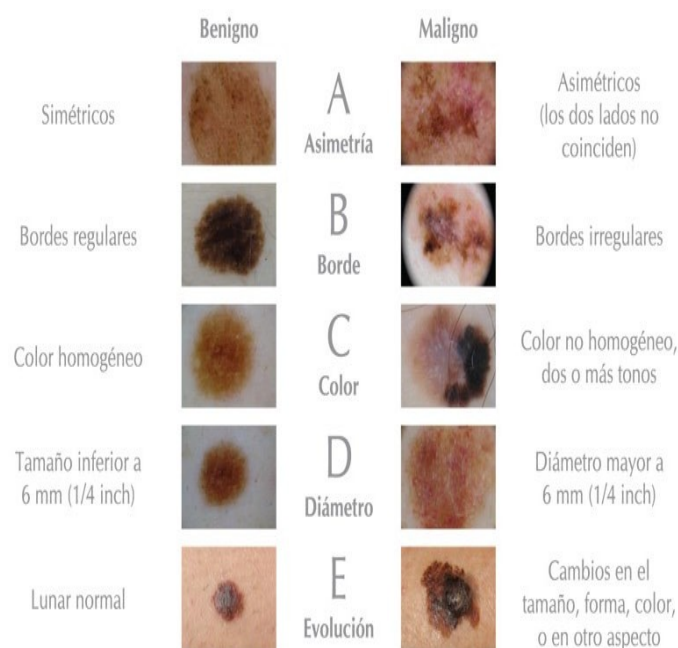 Benigno
Maligno
Simétricos
A
Asimetría
Asimétricos
(los dos lados no
coinciden)
Bordes regulares
B
Borde
Bordes irregulares
Color homogéneo
C
Color
Color no homogéneo,
dos o más tonos
Tamaño inferior a
6 mm (1/4 inch)
D
Diámetro
Diámetro mayor a
6 mm (1/4 inch)
Lunar normal
E
Evolución
Cambios en el
tamaño, forma, color,
o en otro aspecto